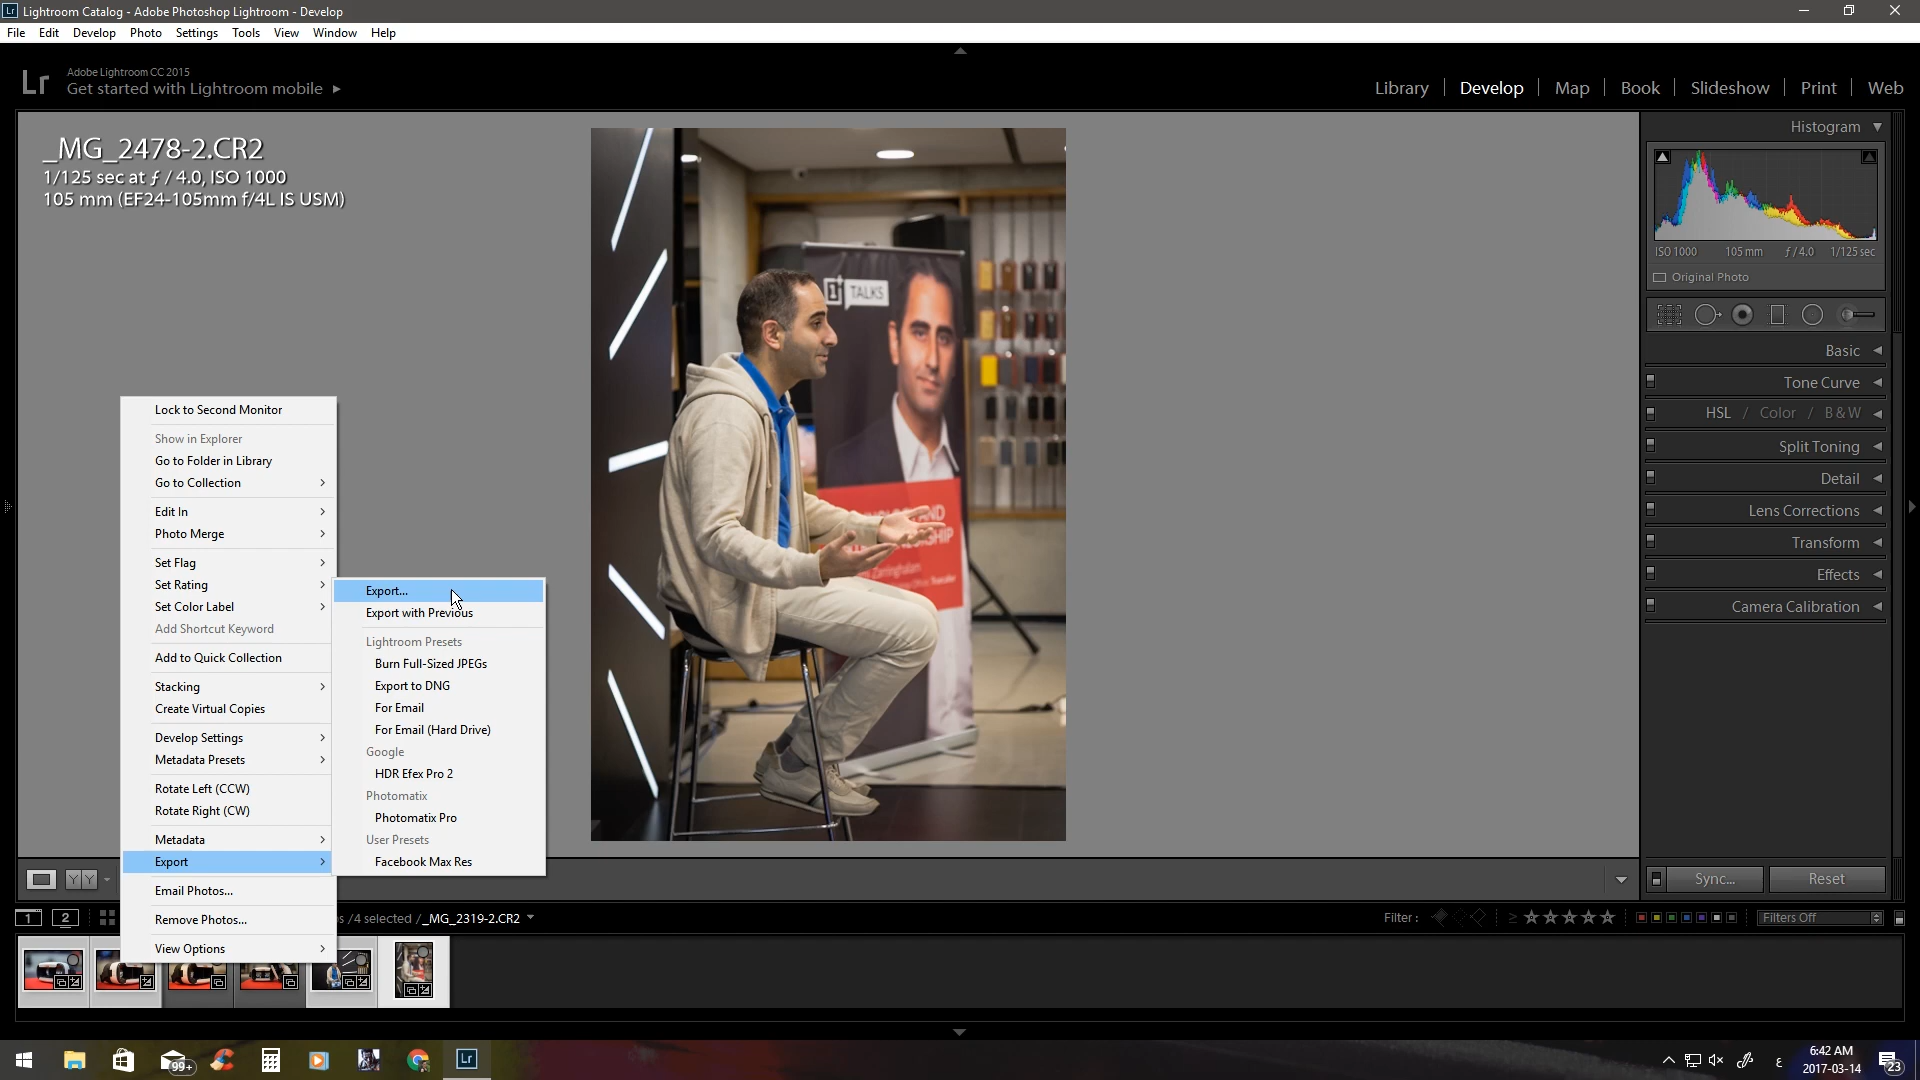 Lr Lightroom Catalog - Adobe Photoshop Lightroom - Develop
File Edit Develop Photo Settings Tools View Window Help
Lr Adobe Lightroom CC 2015
Get started with Lightroom mobile
Library Develop Map Book Slideshow Print Web
_MG_2478-2.CR2
1/125 sec at ƒ / 4.0, ISO 1000
105 mm (EF24-105mm f/4L IS USM)
1+ TALKS
Histogram
ISO 1000 105 mm ƒ / 4.0 1/125 sec
Original Photo
Basic
Tone Curve
HSL / Color / B & W
Split Toning
Detail
Lens Corrections
Transform
Effects
Camera Calibration
Lock to Second Monitor
Show in Explorer
Go to Folder in Library
Go to Collection
Edit In
Photo Merge
Set Flag
Set Rating
Set Color Label
Add Shortcut Keyword
Add to Quick Collection
Stacking
Create Virtual Copies
Develop Settings
Metadata Presets
Rotate Left (CCW)
Rotate Right (CW)
Metadata
Export
Email Photos...
Remove Photos...
View Options
Export...
Export with Previous
Lightroom Presets
Burn Full-Sized JPEGs
Export to DNG
For Email
For Email (Hard Drive)
Google
HDR Efex Pro 2
Photomatix
Photomatix Pro
User Presets
Facebook Max Res
YY
Sync... Reset
1 2 /4 selected / _MG_2319-2.CR2 Filter: Filters Off
99+ Lr ع 6:42 AM
2017-03-14 23